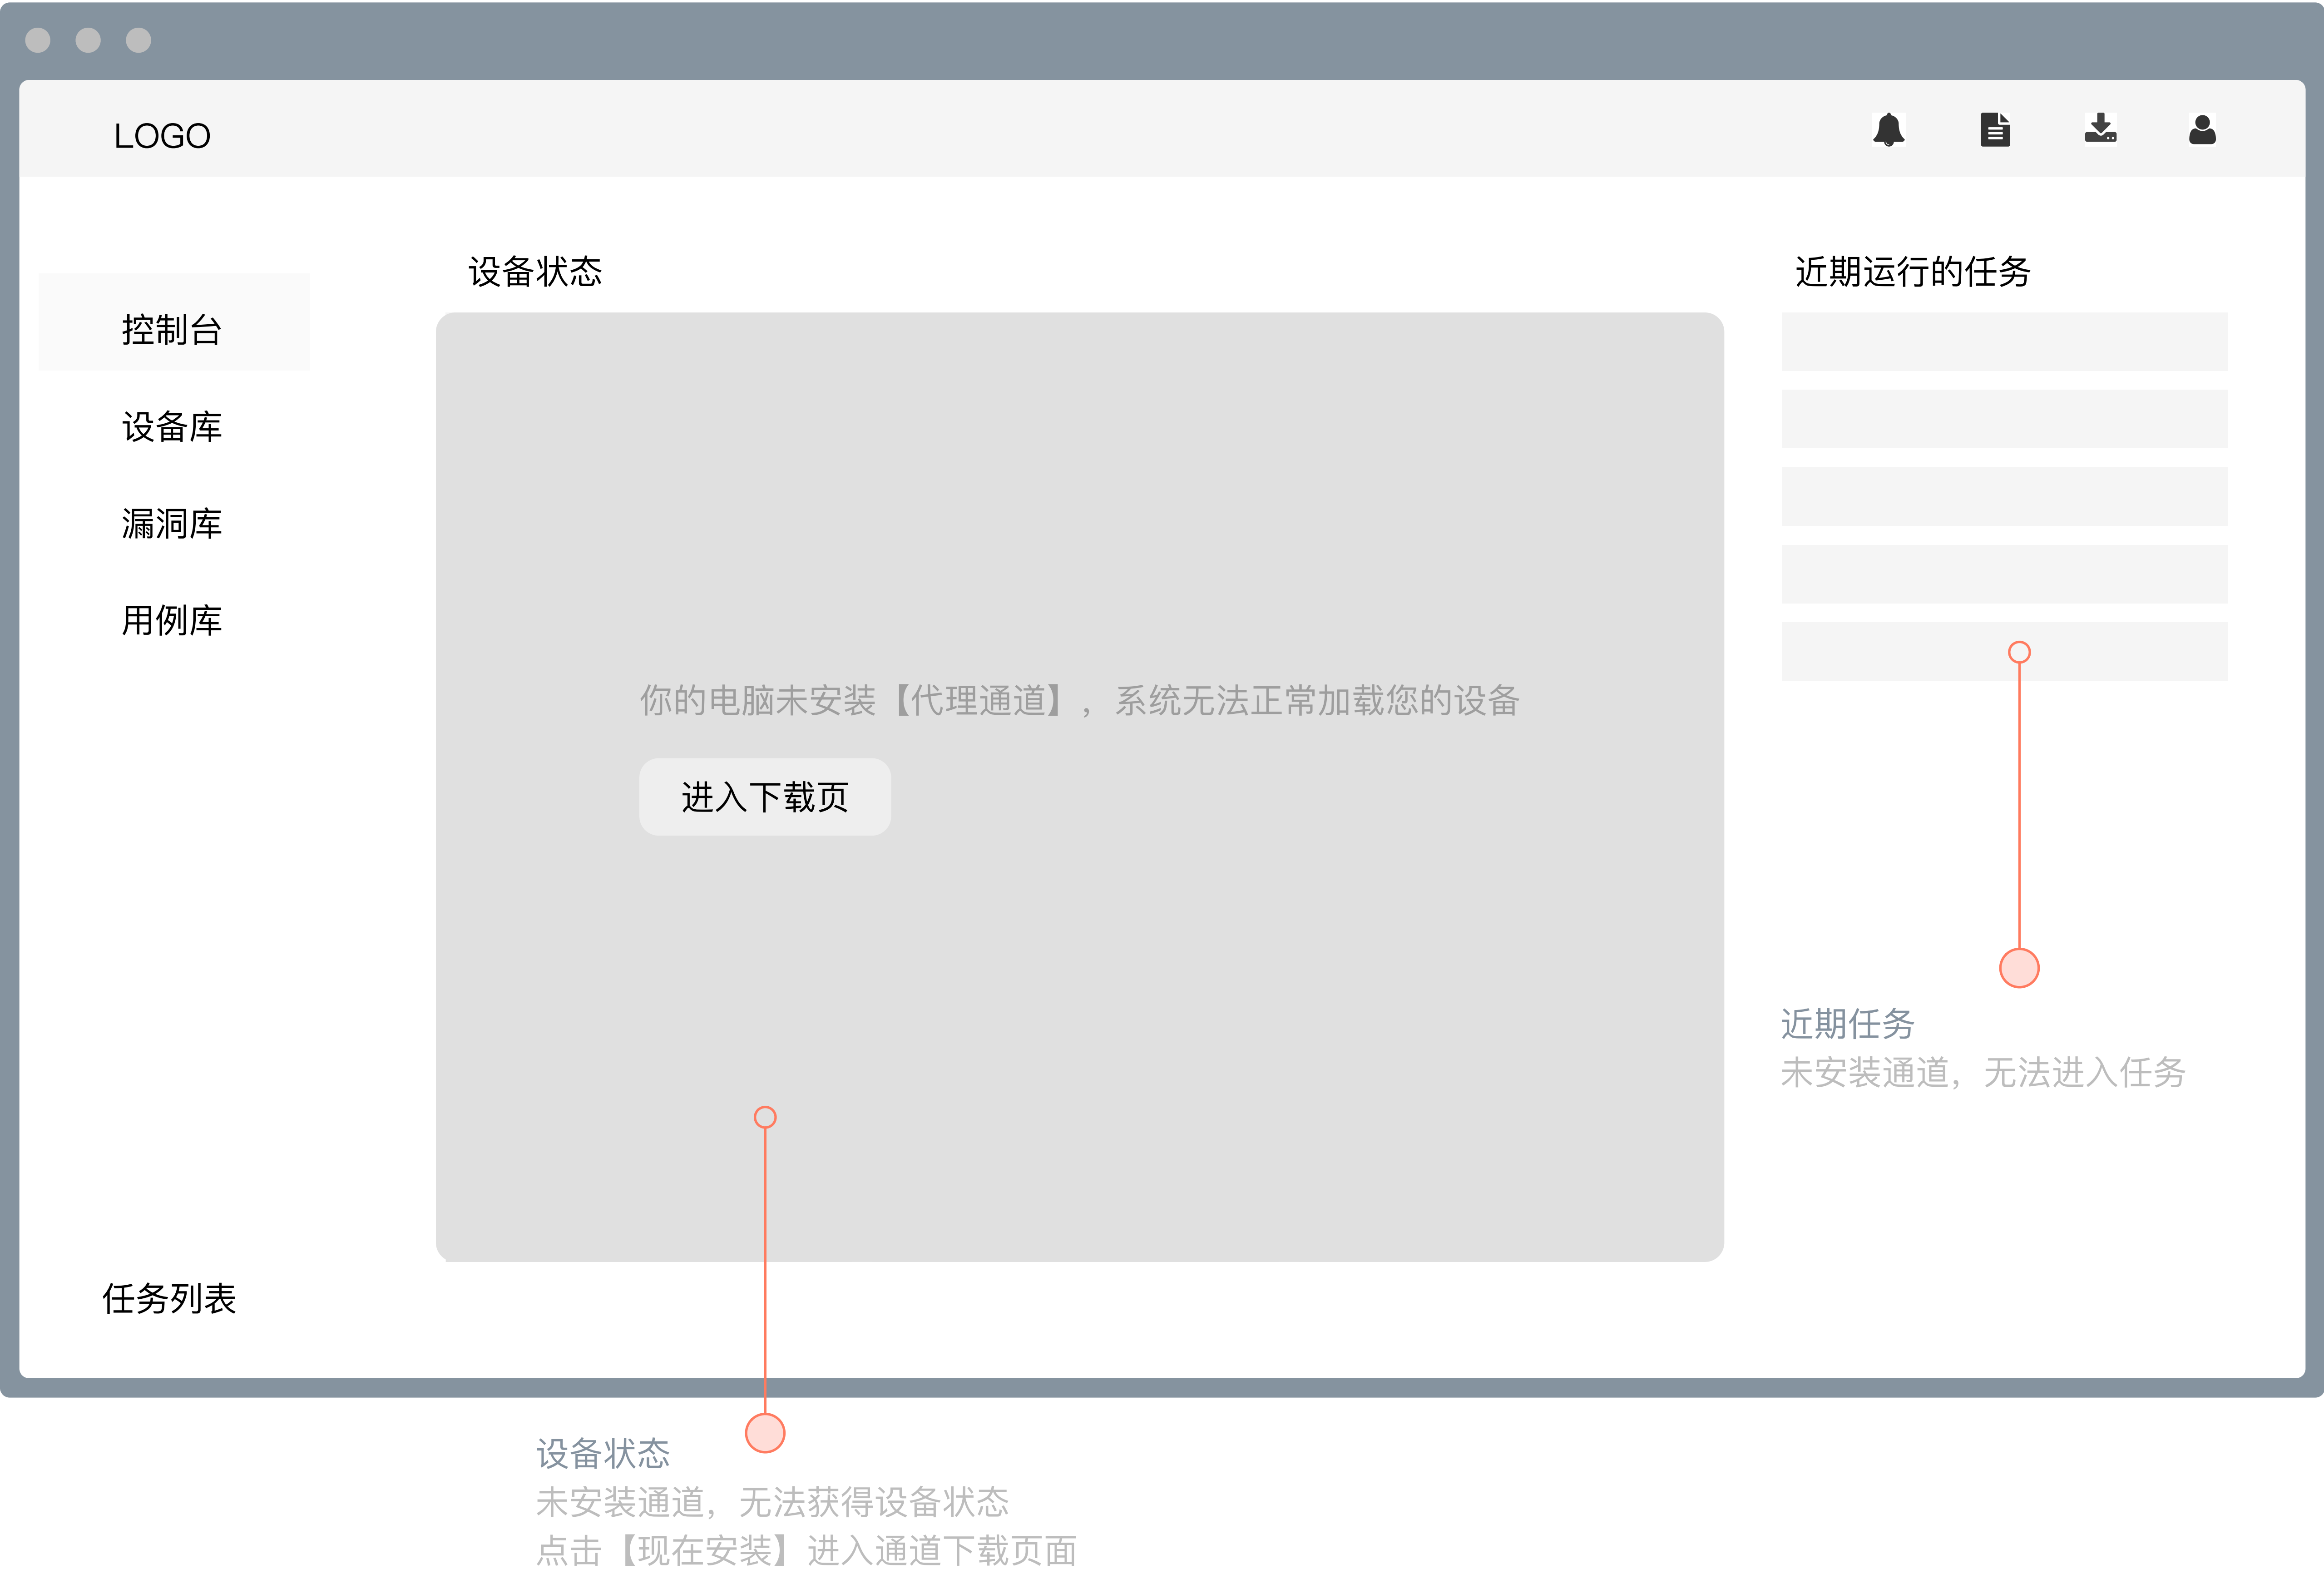 LOGO
控制台
设备库
漏洞库
用例库
任务列表
设备状态
你的电脑未安装【代理通道】，系统无法正常加载您的设备
进入下载页
近期运行的任务
近期任务
未安装通道，无法进入任务
设备状态
未安装通道，无法获得设备状态
点击【现在安装】进入通道下载页面